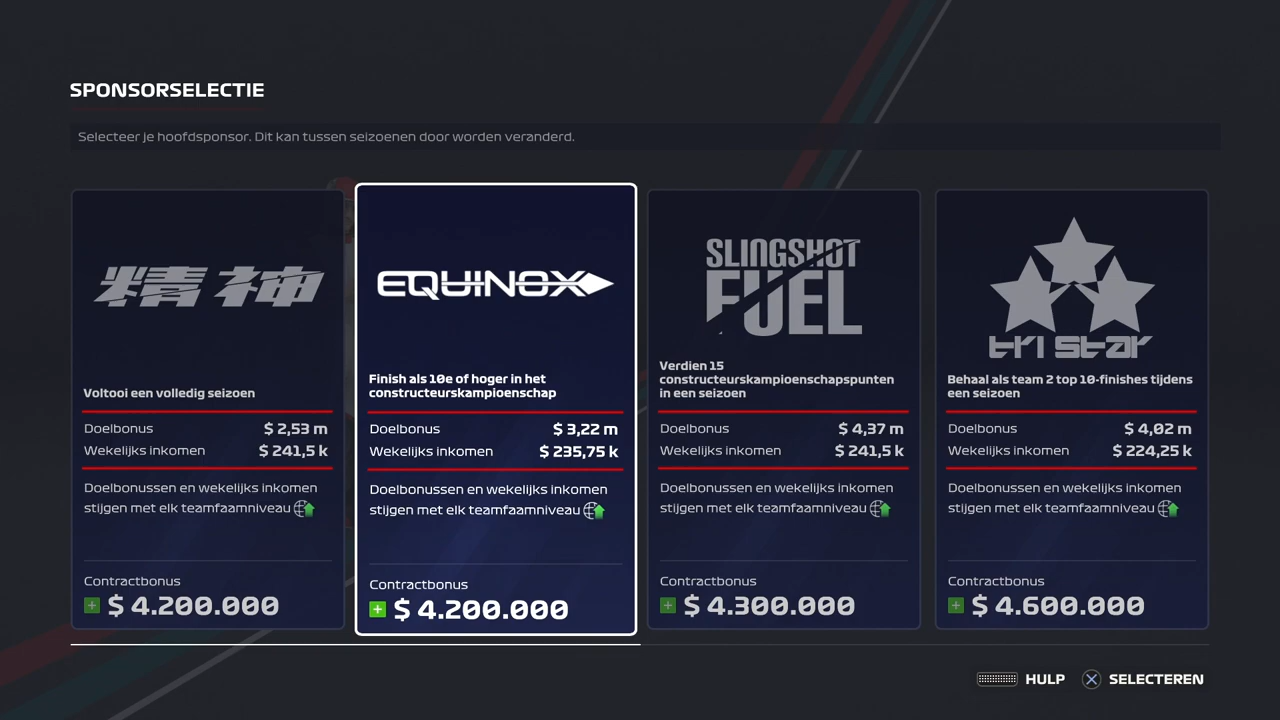 SPONSORSELECTIE
Selecteer je hoofdsponsor. Dit kan tussen seizoenen door worden veranderd.
精神
Voltooi een volledig seizoen
Doelbonus $ 2,53 m
Wekelijks inkomen $ 241,5 k
Doelbonussen en wekelijks inkomen
stijgen met elk teamfaamniveau
Contractbonus
$ 4.200.000
EQUINOX
Finish als 10e of hoger in het
constructeurskampioenschap
Doelbonus $ 3,22 m
Wekelijks inkomen $ 235,75 k
Doelbonussen en wekelijks inkomen
stijgen met elk teamfaamniveau
Contractbonus
$ 4.200.000
SLINGSHOT
FUEL
Verdien 15
constructeurskampioenschapspunten
in een seizoen
Doelbonus $ 4,37 m
Wekelijks inkomen $ 241,5 k
Doelbonussen en wekelijks inkomen
stijgen met elk teamfaamniveau
Contractbonus
$ 4.300.000
tri star
Behaal als team 2 top 10-finishes tijdens
een seizoen
Doelbonus $ 4,02 m
Wekelijks inkomen $ 224,25 k
Doelbonussen en wekelijks inkomen
stijgen met elk teamfaamniveau
Contractbonus
$ 4.600.000
HULP SELECTEREN